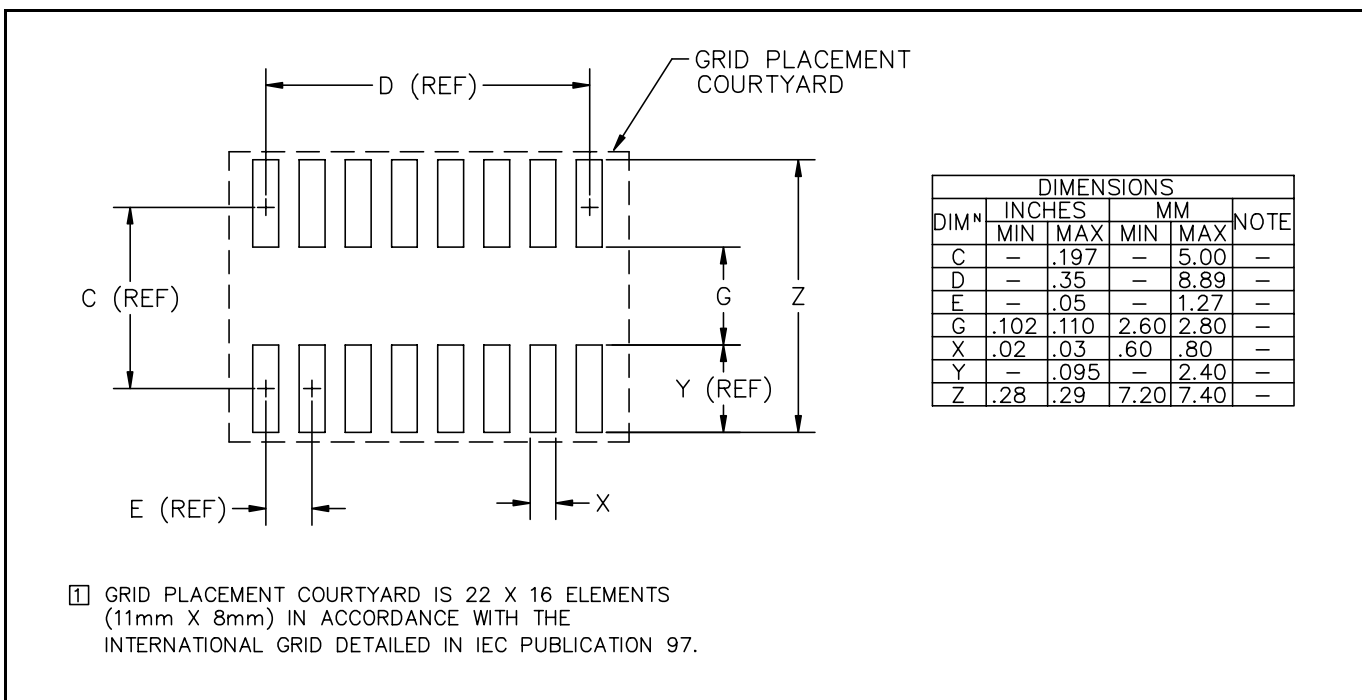 GRID PLACEMENT
COURTYARD
D (REF)
C (REF)
G
Z
Y (REF)
E (REF)
X
DIMENSIONS
DIMᴺ INCHES MM NOTE
MIN MAX MIN MAX
C – .197 – 5.00 –
D – .35 – 8.89 –
E – .05 – 1.27 –
G .102 .110 2.60 2.80 –
X .02 .03 .60 .80 –
Y – .095 – 2.40 –
Z .28 .29 7.20 7.40 –
1 GRID PLACEMENT COURTYARD IS 22 X 16 ELEMENTS
(11mm X 8mm) IN ACCORDANCE WITH THE
INTERNATIONAL GRID DETAILED IN IEC PUBLICATION 97.